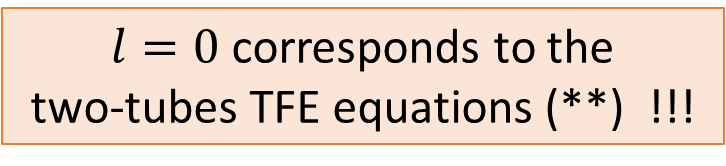 l = 0 corresponds to the
two-tubes TFE equations (**) !!!